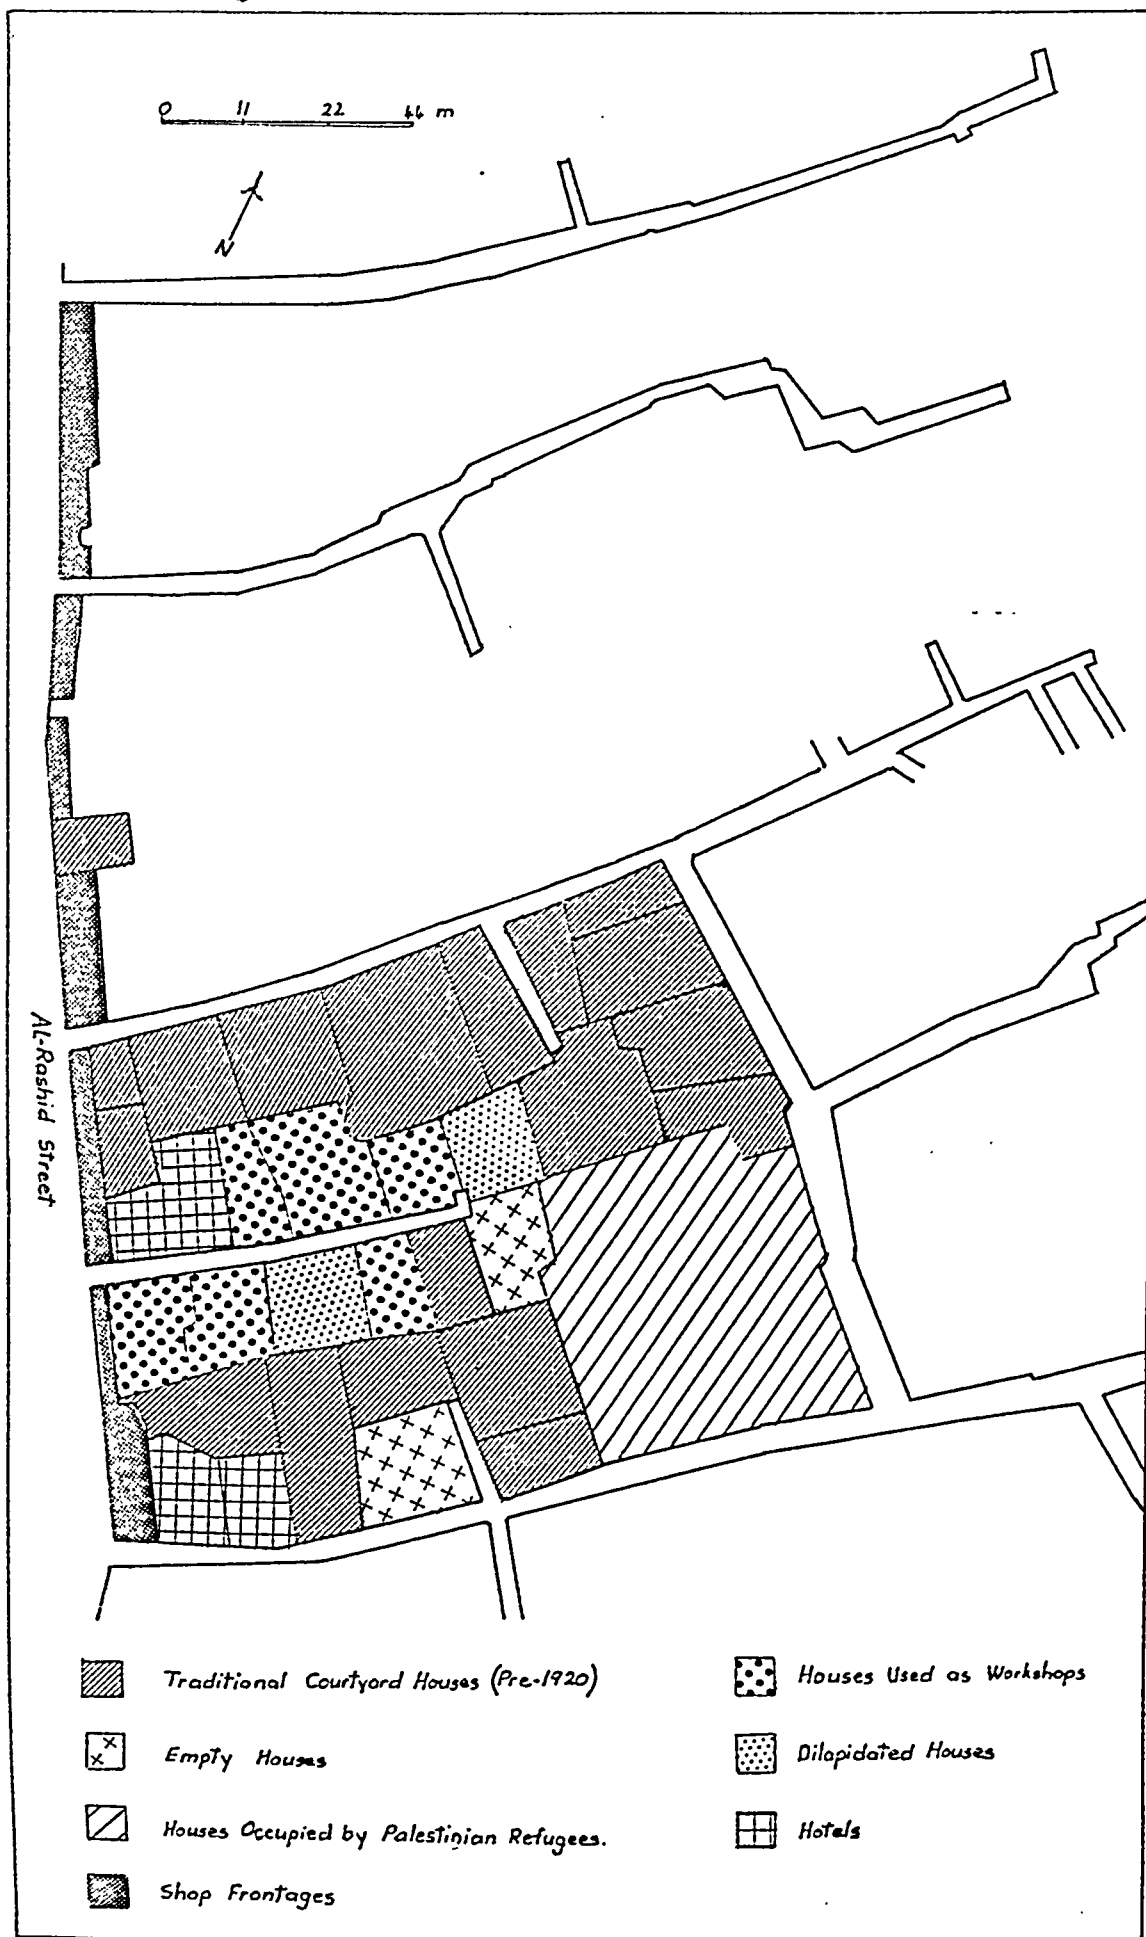 0 11 22 44 m
N
Al-Rashid Street
Traditional Courtyard Houses (Pre-1920)
Houses Used as Workshops
Empty Houses
Dilapidated Houses
Houses Occupied by Palestinian Refugees.
Hotels
Shop Frontages